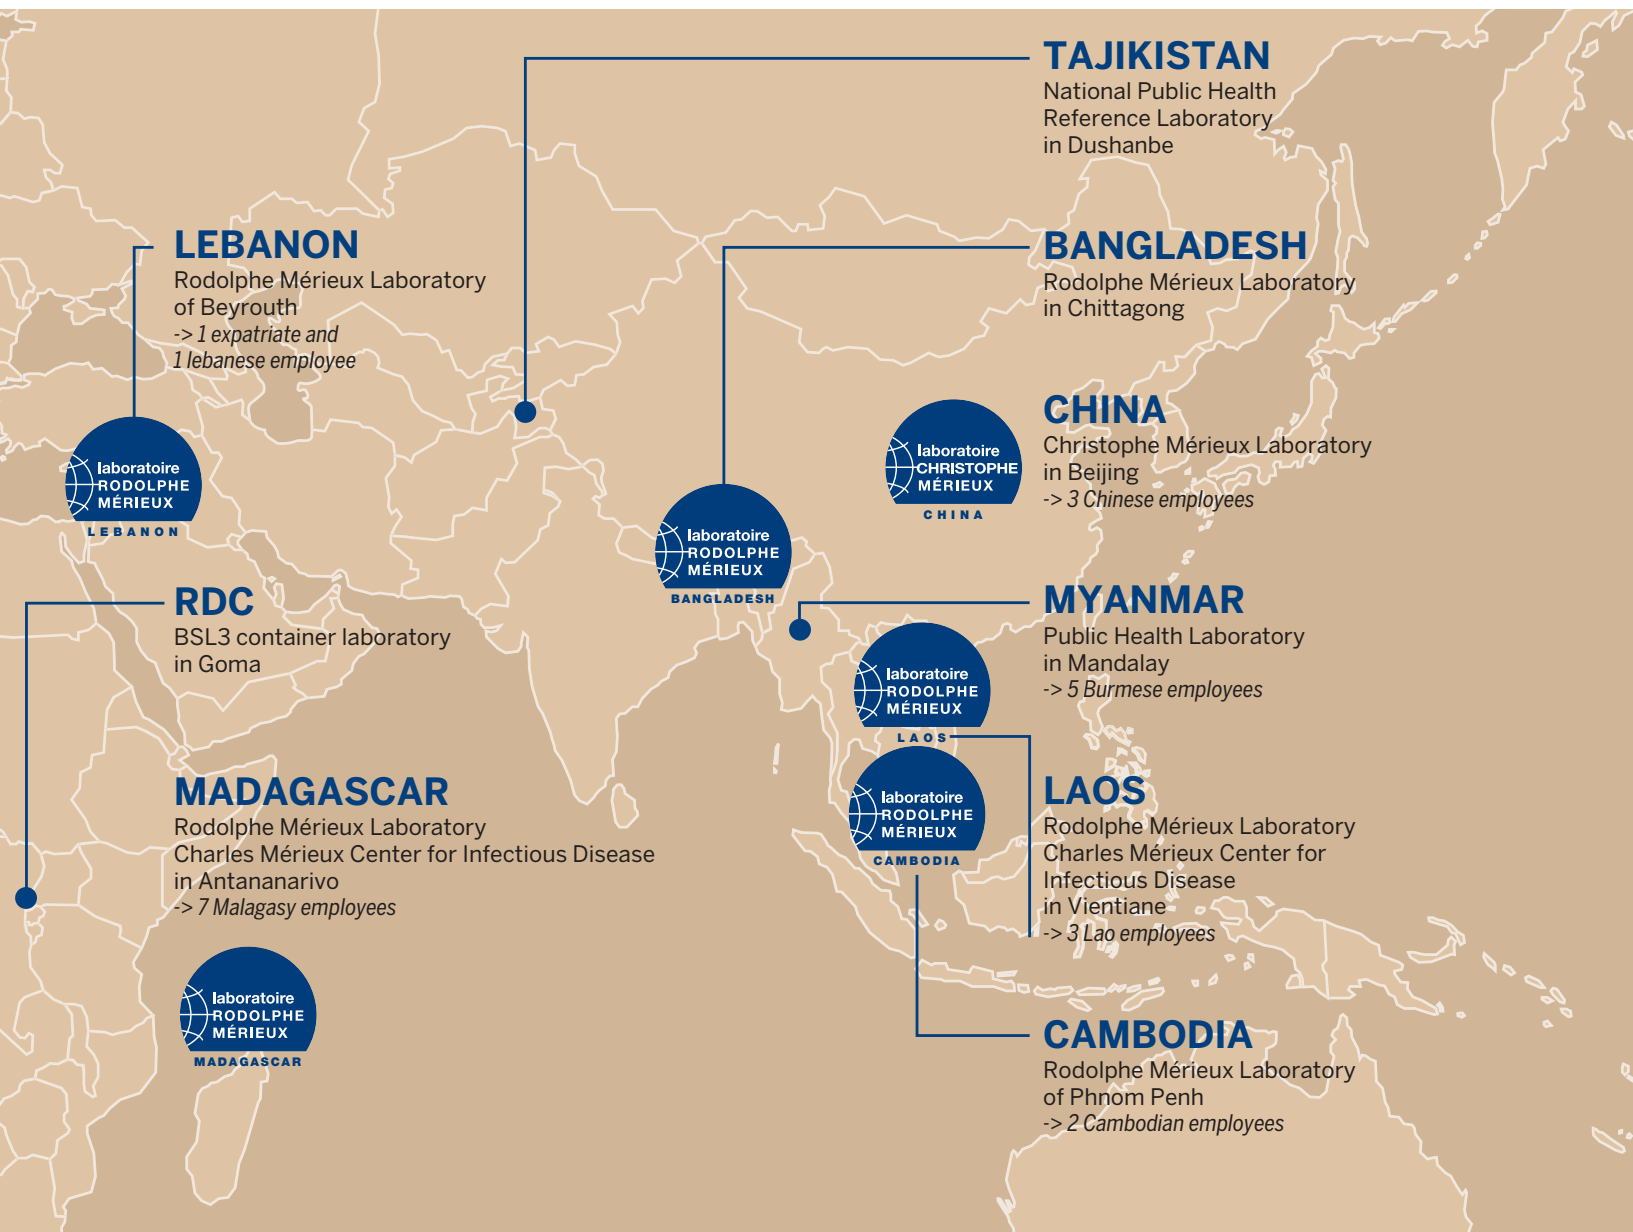 TAJIKISTAN
National Public Health
Reference Laboratory
in Dushanbe
LEBANON
Rodolphe Mérieux Laboratory
of Beyrouth
-> 1 expatriate and
1 lebanese employee
BANGLADESH
Rodolphe Mérieux Laboratory
in Chittagong
CHINA
Christophe Mérieux Laboratory
in Beijing
-> 3 Chinese employees
laboratoire
CHRISTOPHE
MÉRIEUX
CHINA
laboratoire
RODOLPHE
MÉRIEUX
LEBANON
laboratoire
RODOLPHE
MÉRIEUX
BANGLADESH
RDC
BSL3 container laboratory
in Goma
MYANMAR
Public Health Laboratory
in Mandalay
-> 5 Burmese employees
laboratoire
RODOLPHE
MÉRIEUX
LAOS
MADAGASCAR
Rodolphe Mérieux Laboratory
Charles Mérieux Center for Infectious Disease
in Antananarivo
-> 7 Malagasy employees
laboratoire
RODOLPHE
MÉRIEUX
CAMBODIA
LAOS
Rodolphe Mérieux Laboratory
Charles Mérieux Center for
Infectious Disease
in Vientiane
-> 3 Lao employees
laboratoire
RODOLPHE
MÉRIEUX
MADAGASCAR
CAMBODIA
Rodolphe Mérieux Laboratory
of Phnom Penh
-> 2 Cambodian employees